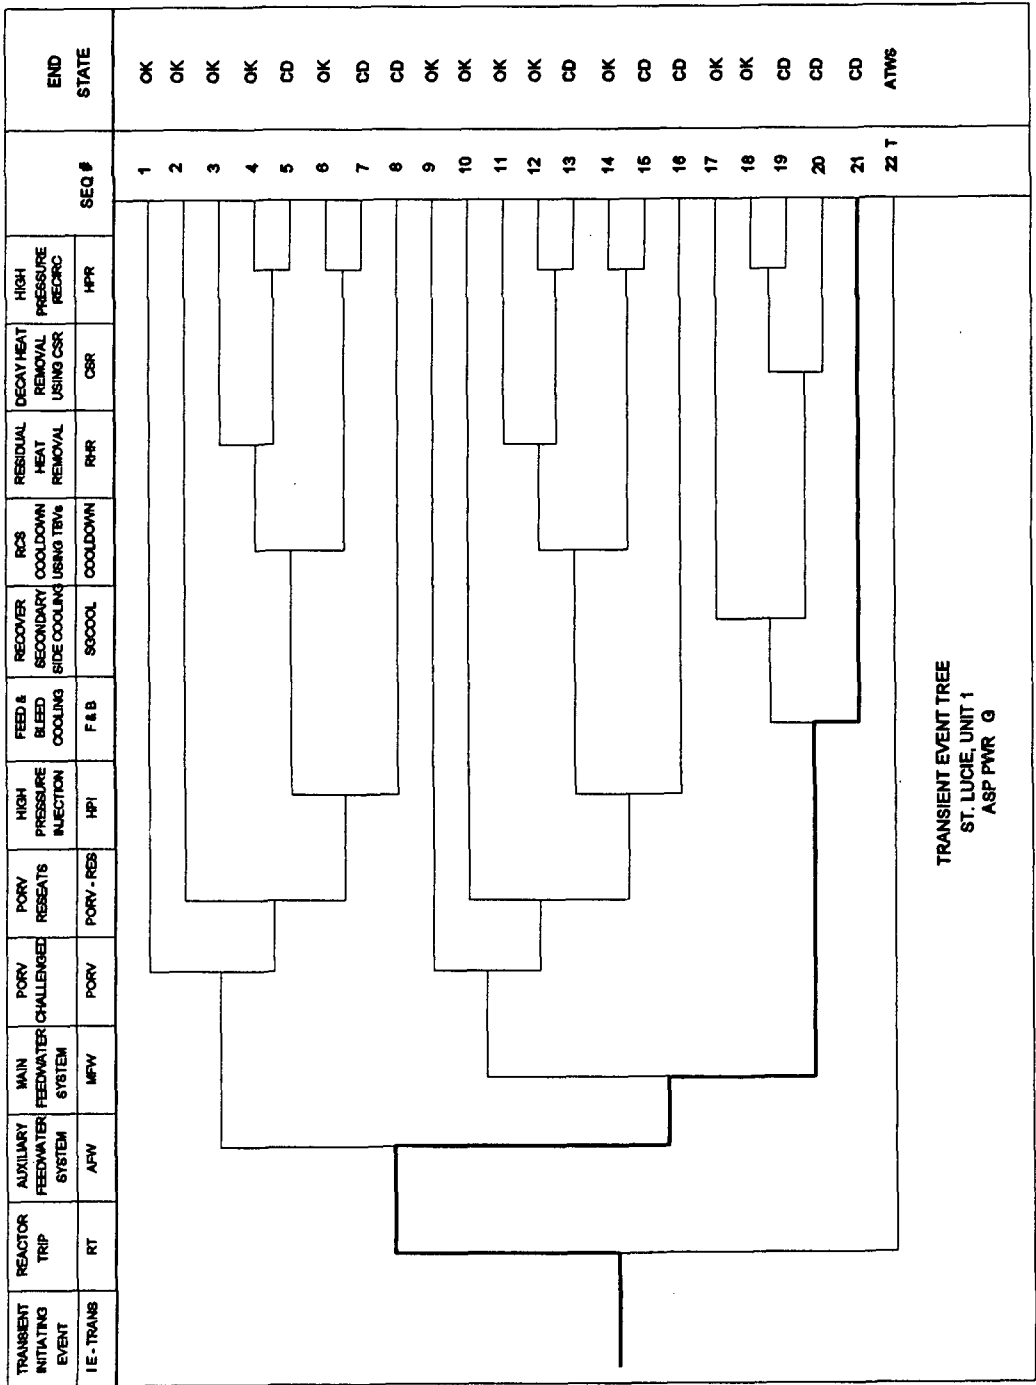 TRANSIENT
INITIATING
EVENT
REACTOR
TRIP
AUXILIARY
FEEDWATER
SYSTEM
MAIN
FEEDWATER
SYSTEM
PORV
CHALLENGED
PORV
RESEATS
HIGH
PRESSURE
INJECTION
FEED &
BLEED
COOLING
RECOVER
SECONDARY
SIDE COOLING
RCS
COOLDOWN
USING TBVs
RESIDUAL
HEAT
REMOVAL
DECAY HEAT
REMOVAL
USING CSR
HIGH
PRESSURE
RECIRC
END
STATE
IE - TRANS
RT
AFW
MFW
PORV
PORV - RES
HPI
F & B
SGCOOL
COOLDOWN
RHR
CSR
HPR
SEQ #
1 OK
2 OK
3 OK
4 OK
5 CD
6 OK
7 CD
8 CD
9 OK
10 OK
11 OK
12 OK
13 CD
14 OK
15 CD
16 CD
17 OK
18 OK
19 CD
20 CD
21 CD
22 T ATWS
TRANSIENT EVENT TREE
ST. LUCIE, UNIT 1
ASP PWR G